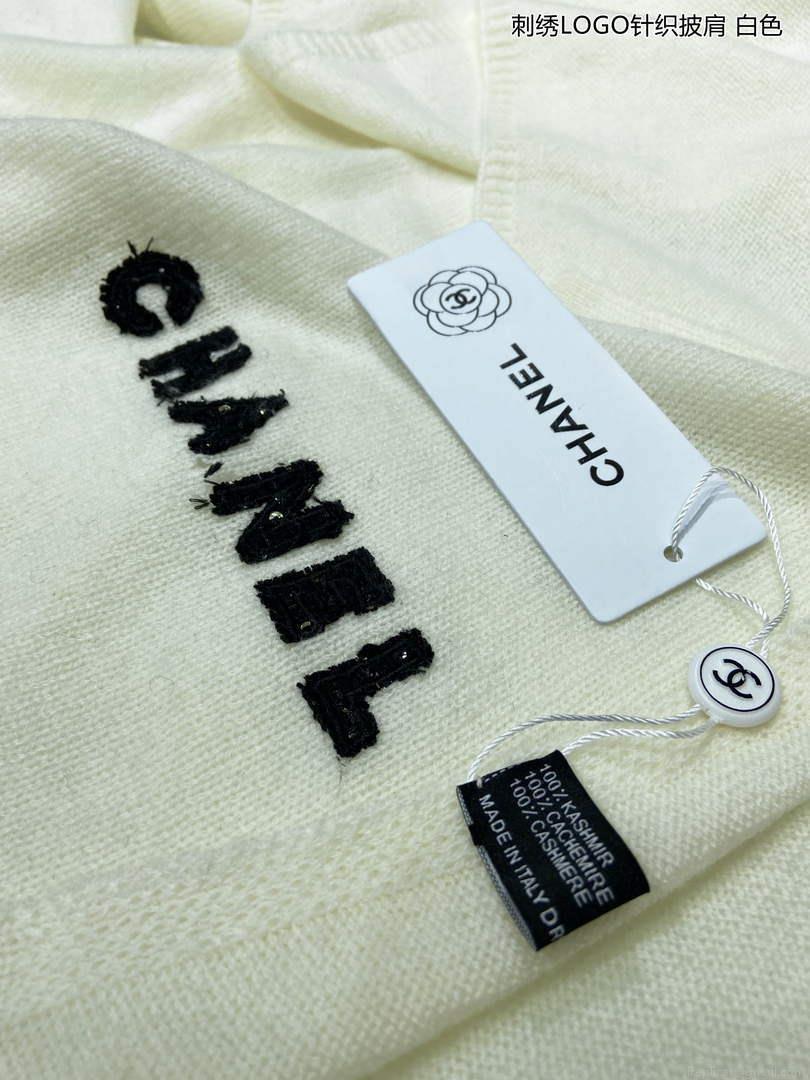 刺绣LOGO针织披肩 白色
CHANEL
CHANEL
100% KASHMIR
100% CACHEMIRE
100% CASHMERE
MADE IN ITALY DR